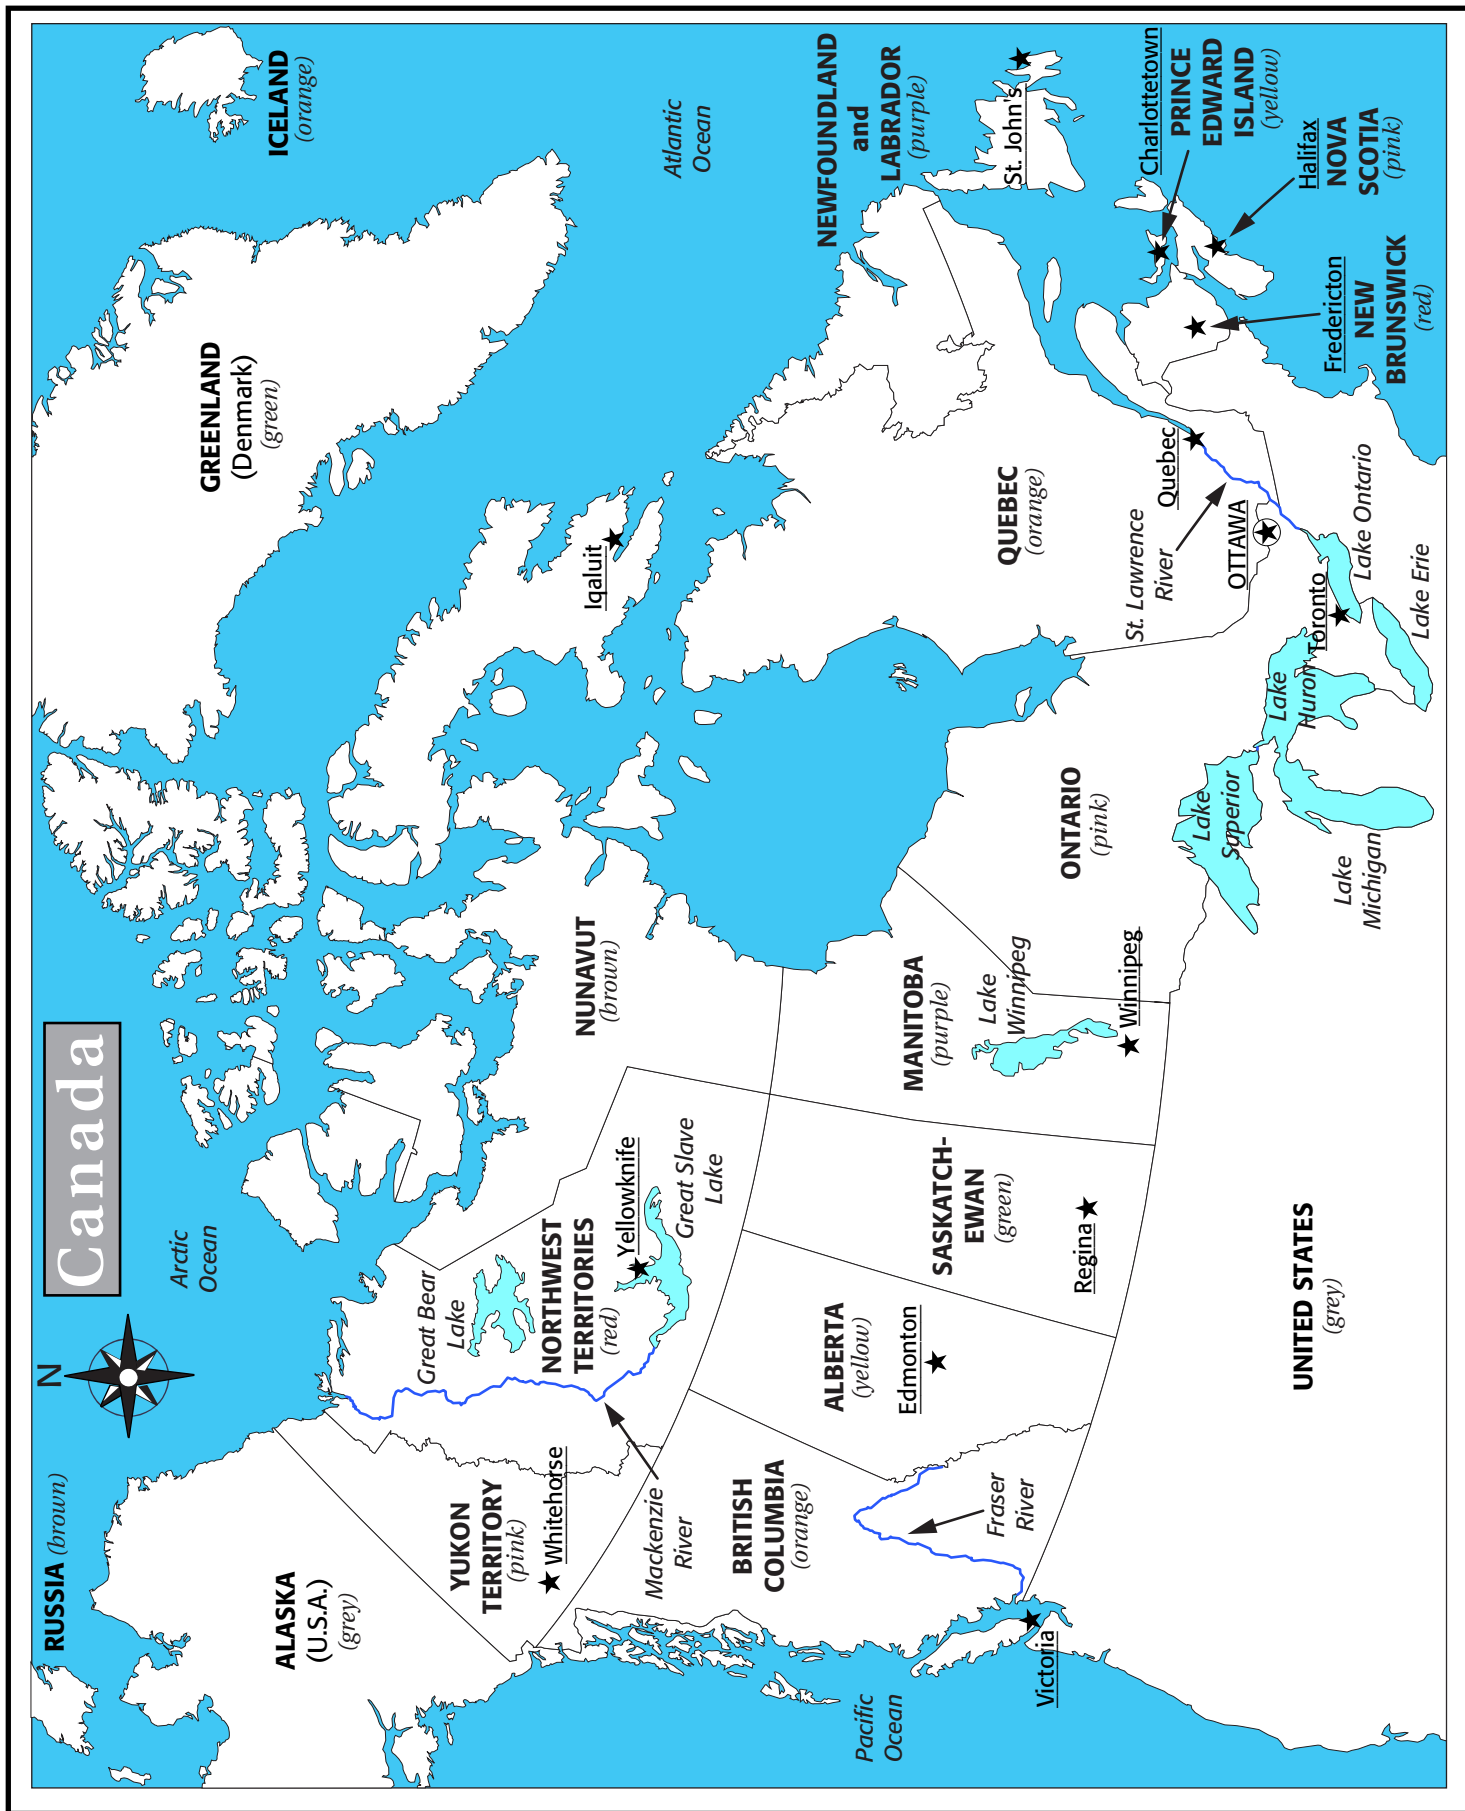 Canada
N
RUSSIA (brown)
ALASKA
(U.S.A.)
(grey)
Arctic
Ocean
GREENLAND
(Denmark)
(green)
ICELAND
(orange)
YUKON
TERRITORY
(pink)
Whitehorse
Great Bear
Lake
NORTHWEST
TERRITORIES
(red)
Yellowknife
Great Slave
Lake
Mackenzie
River
NUNAVUT
(brown)
Iqaluit
Atlantic
Ocean
BRITISH
COLUMBIA
(orange)
Fraser
River
Victoria
Pacific
Ocean
ALBERTA
(yellow)
Edmonton
SASKATCH-
EWAN
(green)
Regina
MANITOBA
(purple)
Lake
Winnipeg
Winnipeg
ONTARIO
(pink)
QUEBEC
(orange)
St. Lawrence
River
Quebec
OTTAWA
Toronto
NEWFOUNDLAND
and
LABRADOR
(purple)
St. John's
Charlottetown
PRINCE
EDWARD
ISLAND
(yellow)
Halifax
NOVA
SCOTIA
(pink)
Fredericton
NEW
BRUNSWICK
(red)
Lake
Superior
Lake
Michigan
Lake
Huron
Lake Ontario
Lake Erie
UNITED STATES
(grey)